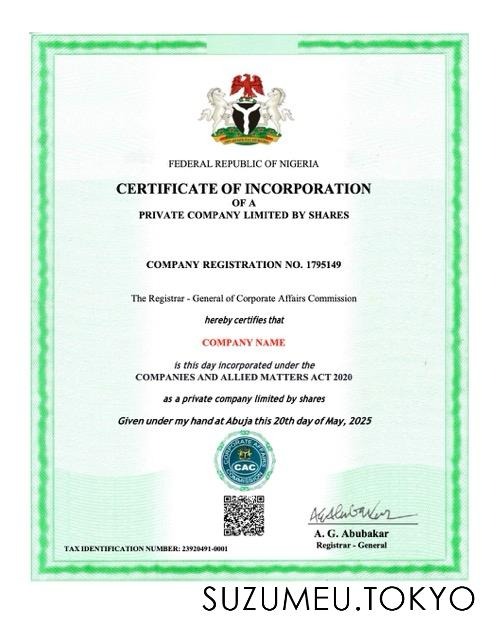 FEDERAL REPUBLIC OF NIGERIA
CERTIFICATE OF INCORPORATION
OF A
PRIVATE COMPANY LIMITED BY SHARES
COMPANY REGISTRATION NO. 1795149
The Registrar - General of Corporate Affairs Commission
hereby certifies that
COMPANY NAME
is this day incorporated under the
COMPANIES AND ALLIED MATTERS ACT 2020
as a private company limited by shares
Given under my hand at Abuja this 20th day of May, 2025
CORPORATE AFFAIRS
CAC
COMMISSION
A. G. Abubakar
Registrar - General
TAX IDENTIFICATION NUMBER: 23920491-0001
SUZUMEU.TOKYO